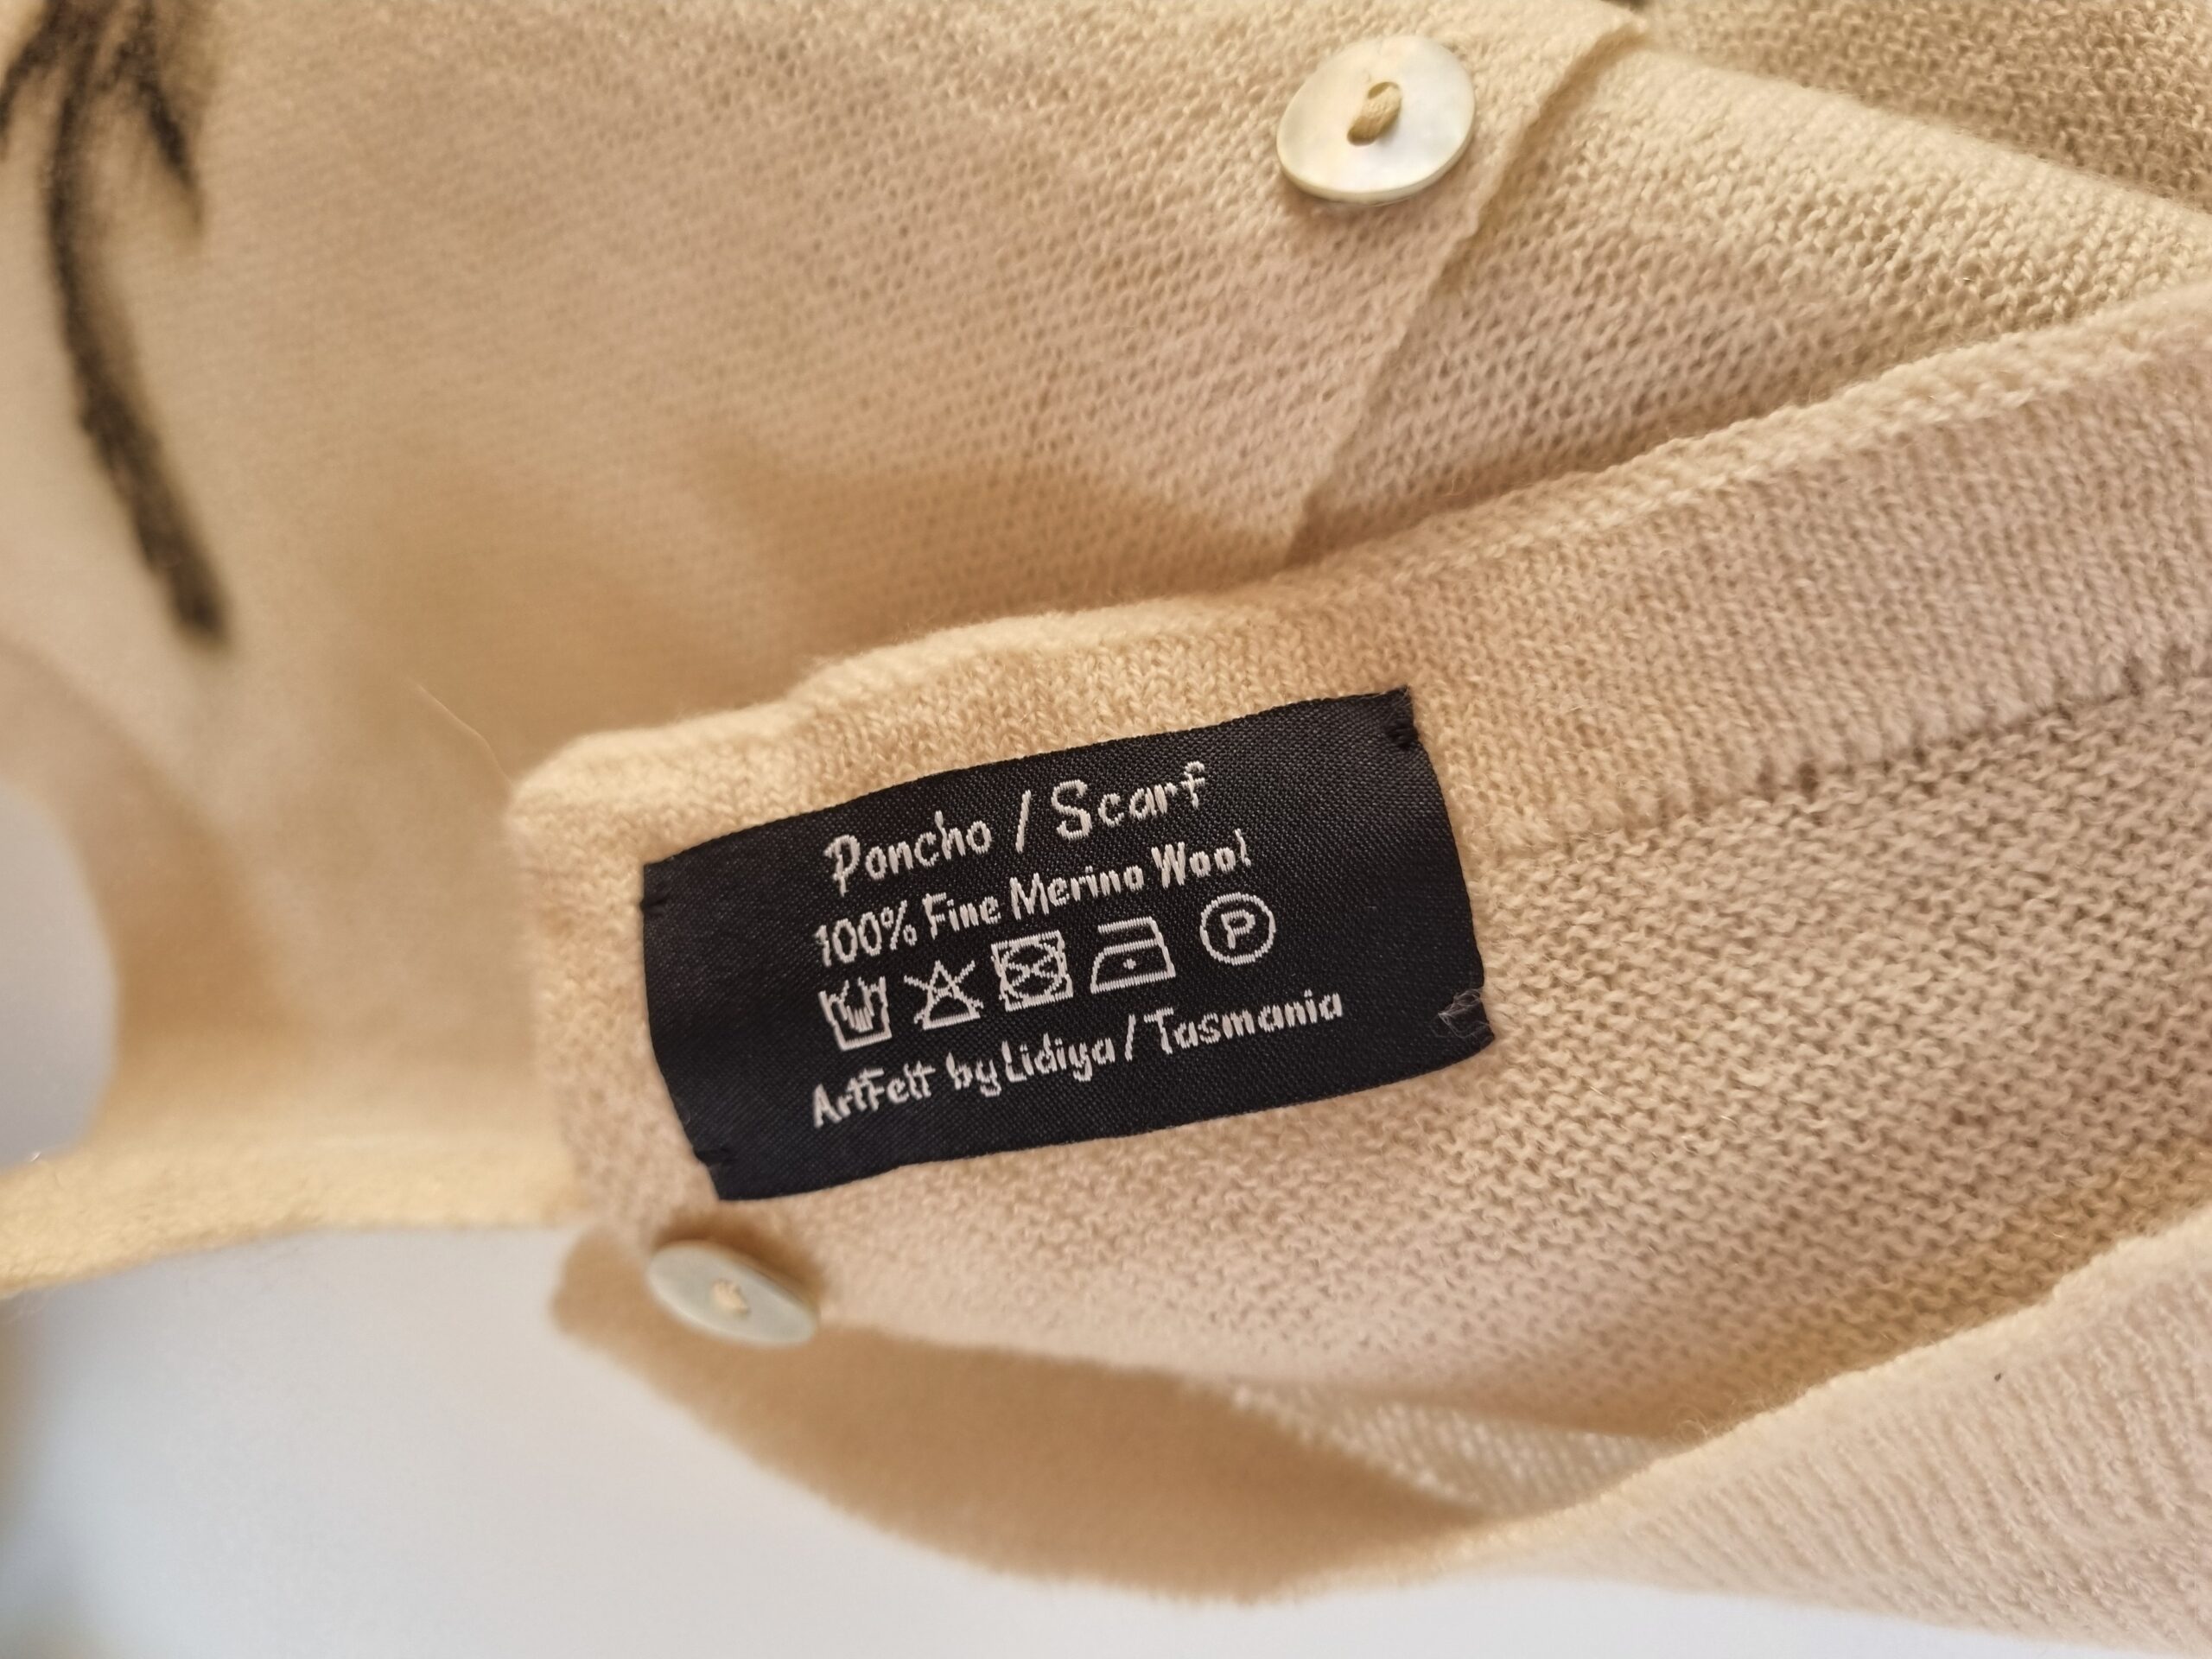 Poncho / Scarf
100% Fine Merino Wool
P
ArtFelt by Lidiya / Tasmania